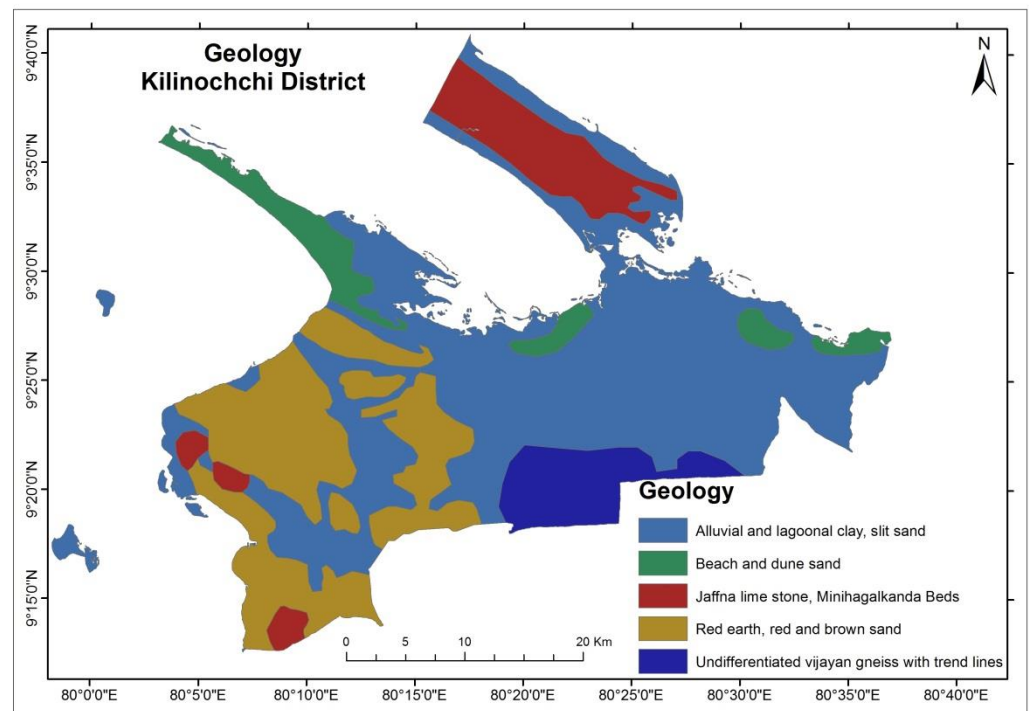 Geology
Kilinochchi District
N
9°40'0"N
9°35'0"N
9°30'0"N
9°25'0"N
9°20'0"N
9°15'0"N
Geology
Alluvial and lagoonal clay, slit sand
Beach and dune sand
Jaffna lime stone, Minihagalkanda Beds
Red earth, red and brown sand
Undifferentiated vijayan gneiss with trend lines
0 5 10 20 Km
80°0'0"E 80°5'0"E 80°10'0"E 80°15'0"E 80°20'0"E 80°25'0"E 80°30'0"E 80°35'0"E 80°40'0"E